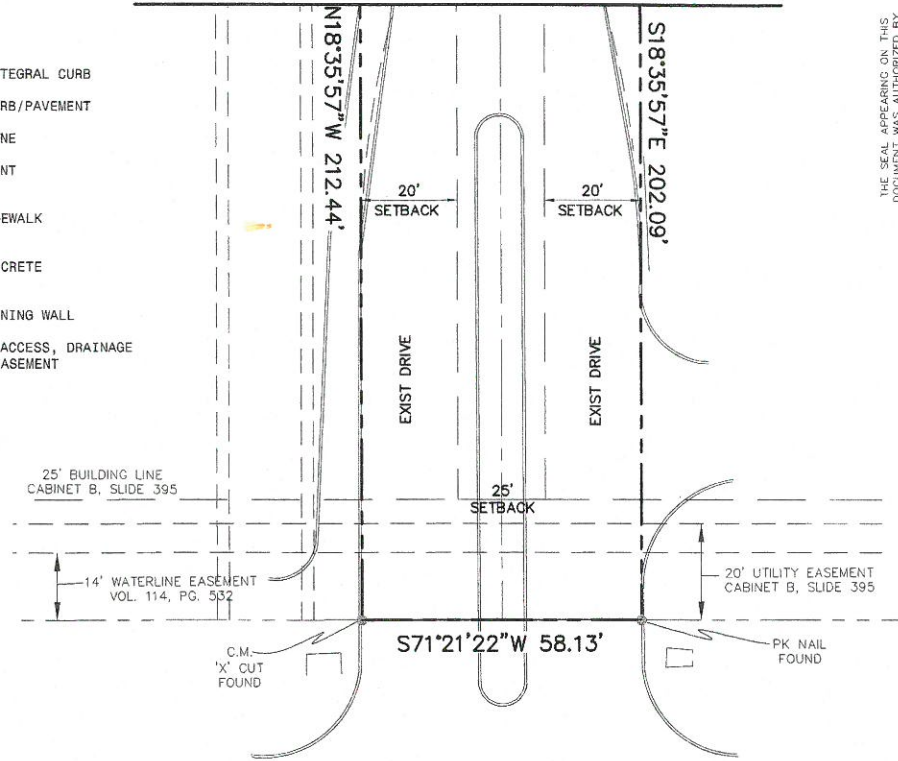 TEGRAL CURB
RB/PAVEMENT
NE
NT
EWALK
CRETE
NING WALL
ACCESS, DRAINAGE
ASEMENT
N18°35'57"W 212.44'
S18°35'57"E 202.09'
THE SEAL APPEARING ON THIS
DOCUMENT WAS AUTHORIZED BY
20'
SETBACK
20'
SETBACK
EXIST DRIVE
EXIST DRIVE
25' BUILDING LINE
CABINET B, SLIDE 395
25'
SETBACK
14' WATERLINE EASEMENT
VOL. 114, PG. 532
20' UTILITY EASEMENT
CABINET B, SLIDE 395
S71°21'22"W 58.13'
C.M.
'X' CUT
FOUND
PK NAIL
FOUND